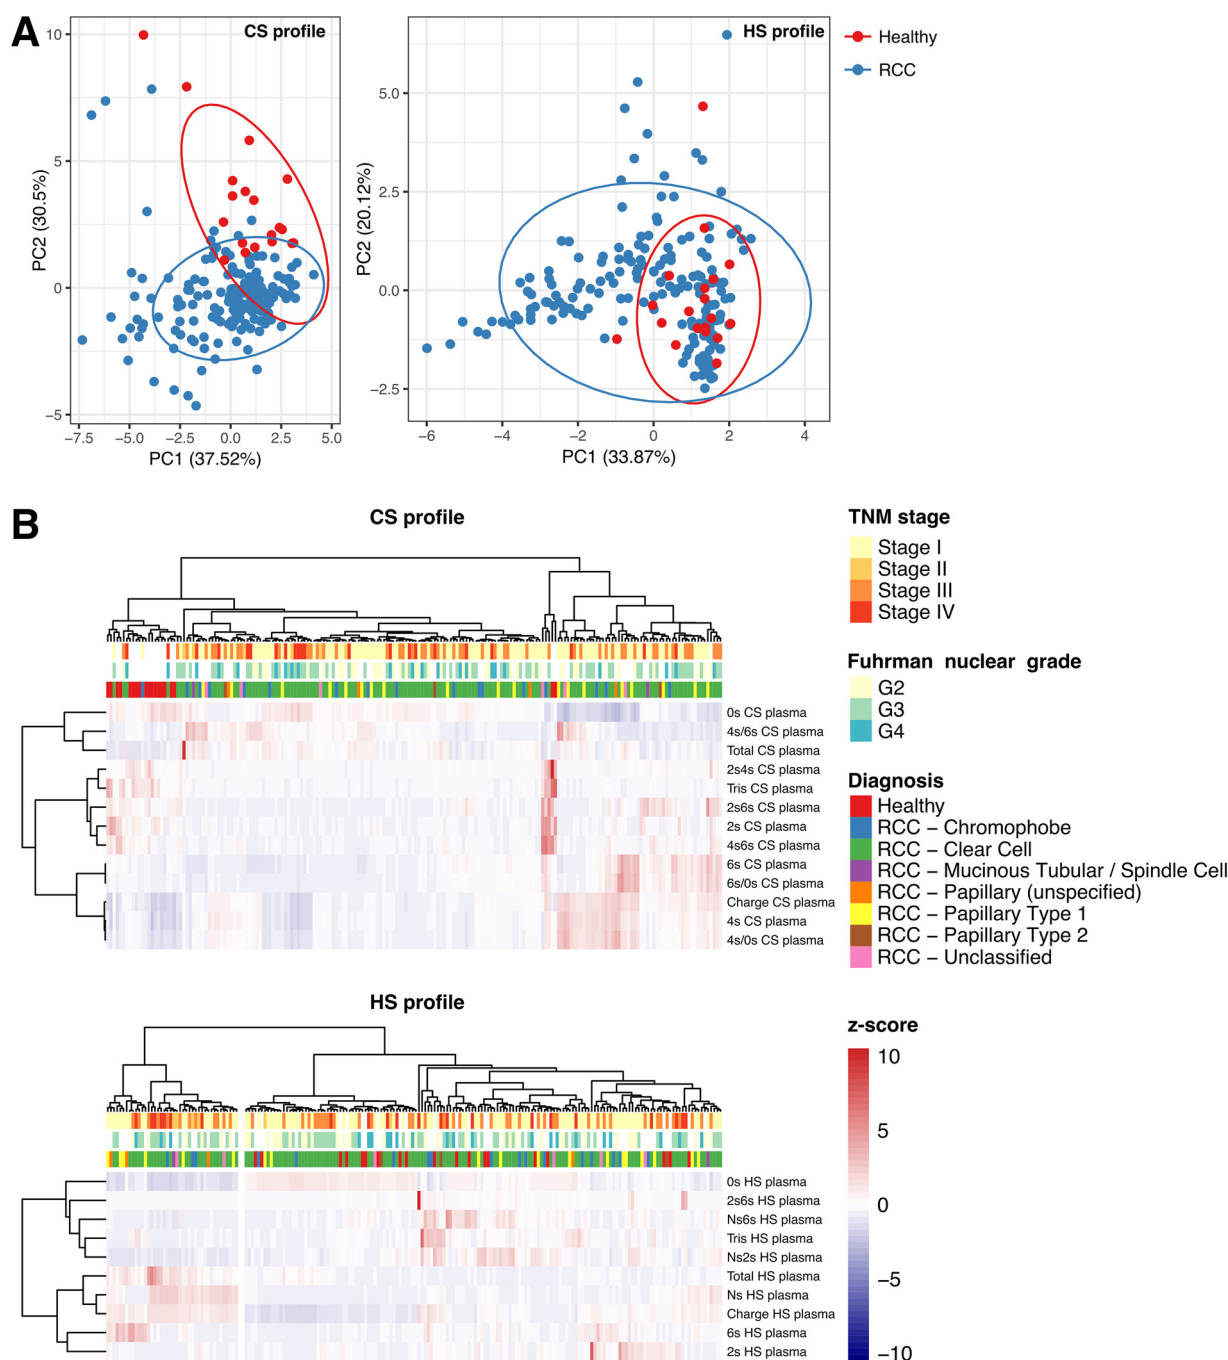 A
CS profile
HS profile
Healthy
RCC
10
5
0
−5
PC2 (30.5%)
−7.5 −5.0 −2.5 0.0 2.5 5.0
PC1 (37.52%)
5.0
2.5
0.0
−2.5
PC2 (20.12%)
−6 −4 −2 0 2 4
PC1 (33.87%)
B
CS profile
0s CS plasma
4s/6s CS plasma
Total CS plasma
2s4s CS plasma
Tris CS plasma
2s6s CS plasma
2s CS plasma
4s6s CS plasma
6s CS plasma
6s/0s CS plasma
Charge CS plasma
4s CS plasma
4s/0s CS plasma
TNM stage
Stage I
Stage II
Stage III
Stage IV
Fuhrman nuclear grade
G2
G3
G4
Diagnosis
Healthy
RCC − Chromophobe
RCC − Clear Cell
RCC − Mucinous Tubular / Spindle Cell
RCC − Papillary (unspecified)
RCC − Papillary Type 1
RCC − Papillary Type 2
RCC − Unclassified
HS profile
0s HS plasma
2s6s HS plasma
Ns6s HS plasma
Tris HS plasma
Ns2s HS plasma
Total HS plasma
Ns HS plasma
Charge HS plasma
6s HS plasma
2s HS plasma
z-score
10
5
0
−5
−10